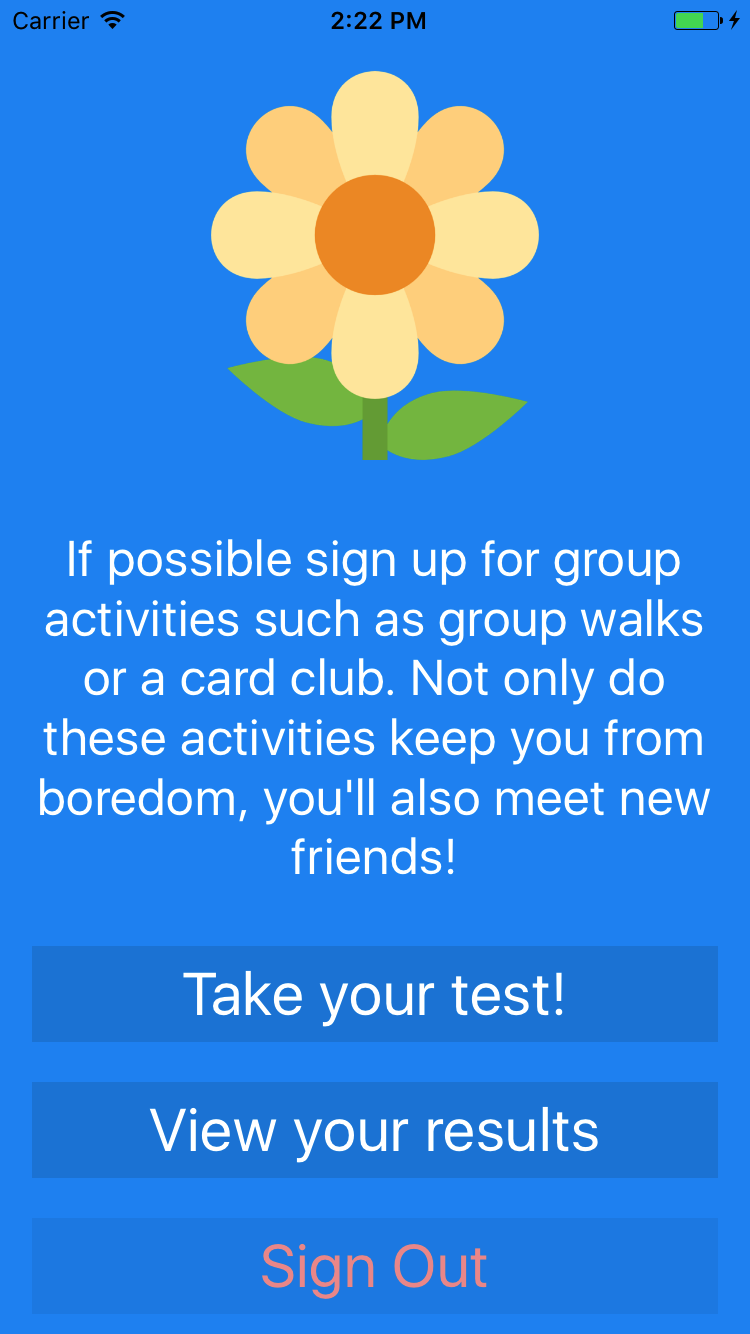 Carrier 2:22 PM
If possible sign up for group
activities such as group walks
or a card club. Not only do
these activities keep you from
boredom, you'll also meet new
friends!
Take your test!
View your results
Sign Out